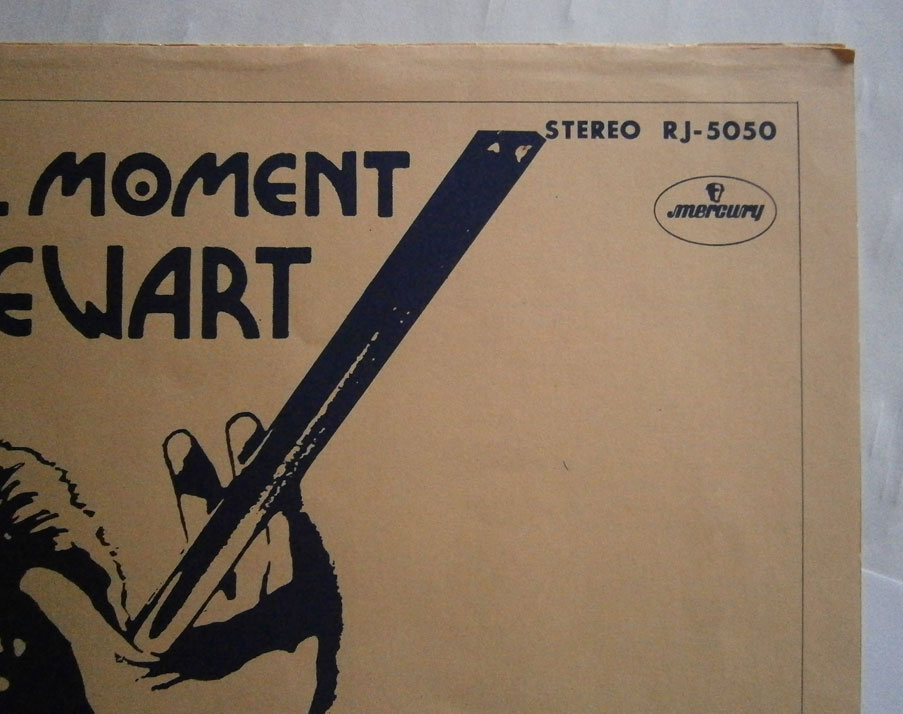 STEREO RJ-5050
mercury
. MOMENT
EWART